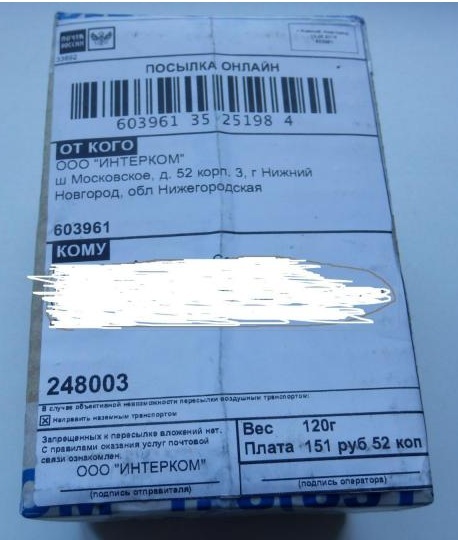 ПОЧТА
РОССИИ
ПОСЫЛКА ОНЛАЙН
603961 35 25198 4
ОТ КОГО
ООО "ИНТЕРКОМ"
ш Московское, д. 52 корп. 3, г Нижний
Новгород, обл Нижегородская
603961
КОМУ
248003
В случае объективной невозможности пересылки воздушным транспортом:
Направить наземным транспортом
Запрещенных к пересылке вложений нет.
С правилами оказания услуг почтовой
связи ознакомлен.
ООО "ИНТЕРКОМ"
(подпись отправителя)
Вес 120г
Плата 151 руб 52 коп
(подпись оператора)